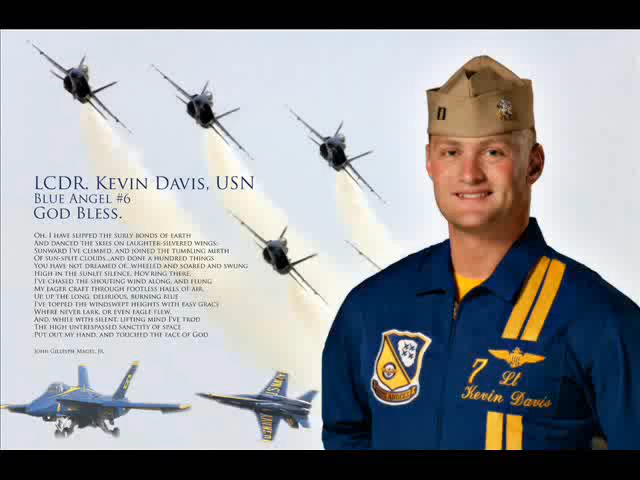 LCDR. Kevin Davis, USN
Blue Angel #6
God Bless.
Oh, I have slipped the surly bonds of earth
And danced the skies on laughter-silvered wings;
Sunward I've climbed, and joined the tumbling mirth
Of sun-split clouds...and done a hundred things
You have not dreamed of, wheeled and soared and swung
High in the sunlit silence. Hov'ring there,
I've chased the shouting wind along, and flung
My eager craft through footless halls of air.
Up, up the long, delirious, burning blue
I've topped the windswept heights with easy grace
Where never lark, or even eagle flew.
And, while with silent, lifting mind I've trod
The high untrespassed sanctity of space
Put out my hand, and touched the face of God
John Gillespie Magee, Jr.
7
Lt
Kevin Davis